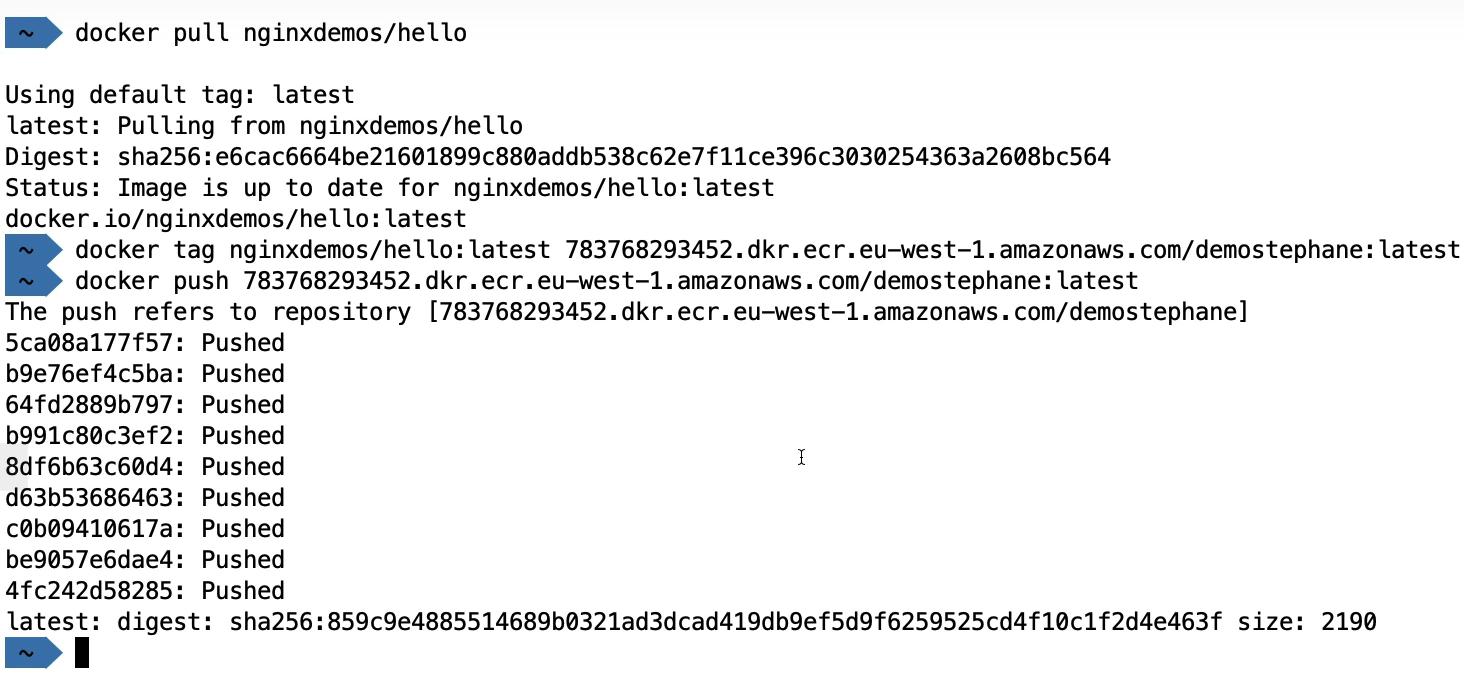 ~ docker pull nginxdemos/hello
Using default tag: latest
latest: Pulling from nginxdemos/hello
Digest: sha256:e6cac6664be21601899c880addb538c62e7f11ce396c3030254363a2608bc564
Status: Image is up to date for nginxdemos/hello:latest
docker.io/nginxdemos/hello:latest
~ docker tag nginxdemos/hello:latest 783768293452.dkr.ecr.eu-west-1.amazonaws.com/demostephane:latest
~ docker push 783768293452.dkr.ecr.eu-west-1.amazonaws.com/demostephane:latest
The push refers to repository [783768293452.dkr.ecr.eu-west-1.amazonaws.com/demostephane]
5ca08a177f57: Pushed
b9e76ef4c5ba: Pushed
64fd2889b797: Pushed
b991c80c3ef2: Pushed
8df6b63c60d4: Pushed
d63b53686463: Pushed
c0b09410617a: Pushed
be9057e6dae4: Pushed
4fc242d58285: Pushed
latest: digest: sha256:859c9e4885514689b0321ad3dcad419db9ef5d9f6259525cd4f10c1f2d4e463f size: 2190
~